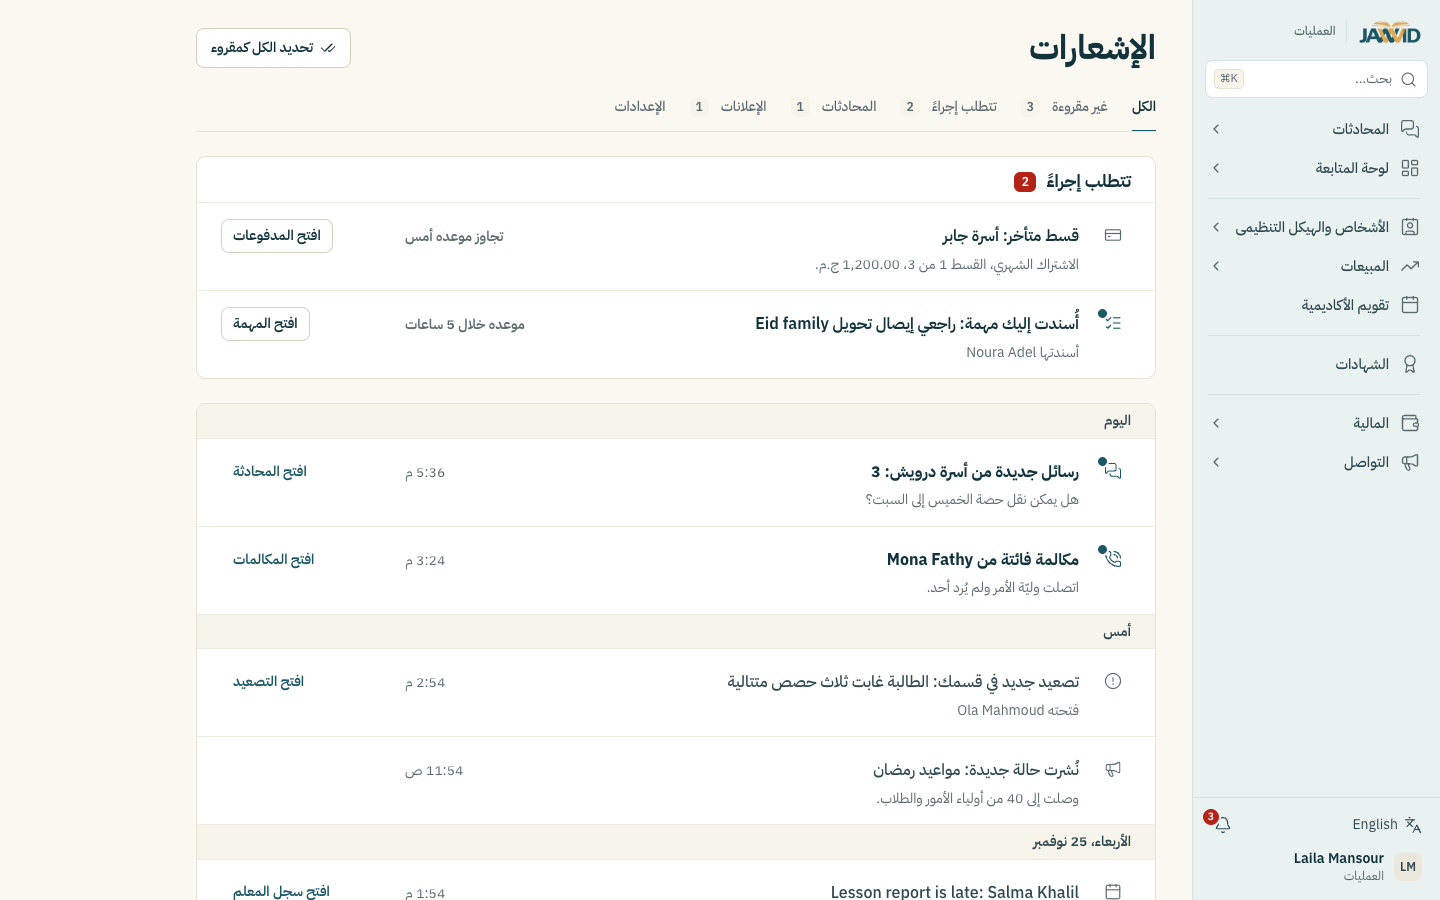 JAWWID
العمليات
بحث...
⌘K
المحادثات
لوحة المتابعة
الأشخاص والهيكل التنظيمي
المبيعات
تقويم الأكاديمية
الشهادات
المالية
التواصل
English
3
LM
Laila Mansour
العمليات
الإشعارات
تحديد الكل كمقروء
الكل
غير مقروءة 3
تتطلب إجراءً 2
المحادثات 1
الإعلانات 1
الإعدادات
تتطلب إجراءً 2
قسط متأخر: أسرة جابر
تجاوز موعده أمس
افتح المدفوعات
الاشتراك الشهري، القسط 1 من 3، 1,200.00 ج.م.
أُسندت إليك مهمة: راجعي إيصال تحويل Eid family
موعده خلال 5 ساعات
افتح المهمة
أسندتها Noura Adel
اليوم
رسائل جديدة من أسرة درويش: 3
5:36 م
افتح المحادثة
هل يمكن نقل حصة الخميس إلى السبت؟
مكالمة فائتة من Mona Fathy
3:24 م
افتح المكالمات
اتصلت وليّة الأمر ولم يُرد أحد.
أمس
تصعيد جديد في قسمك: الطالبة غابت ثلاث حصص متتالية
2:54 م
افتح التصعيد
فتحته Ola Mahmoud
نُشرت حالة جديدة: مواعيد رمضان
11:54 ص
وصلت إلى 40 من أولياء الأمور والطلاب.
الأربعاء، 25 نوفمبر
Lesson report is late: Salma Khalil
1:54 م
افتح سجل المعلم